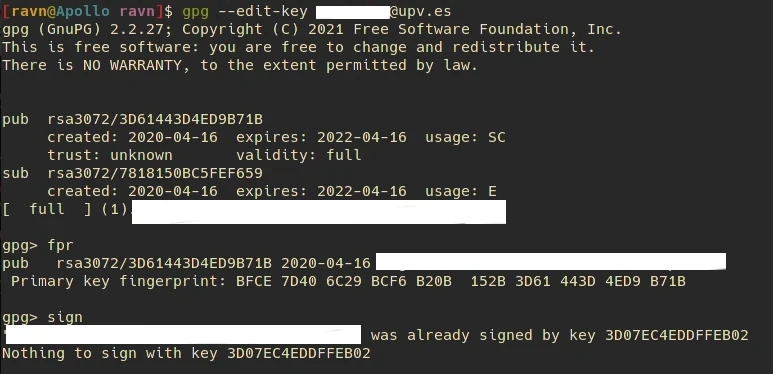 [ravn@Apollo ravn]$ gpg --edit-key @upv.es
gpg (GnuPG) 2.2.27; Copyright (C) 2021 Free Software Foundation, Inc.
This is free software: you are free to change and redistribute it.
There is NO WARRANTY, to the extent permitted by law.
pub  rsa3072/3D61443D4ED9B71B
created: 2020-04-16  expires: 2022-04-16  usage: SC
trust: unknown       validity: full
sub  rsa3072/7818150BC5FEF659
created: 2020-04-16  expires: 2022-04-16  usage: E
[  full  ] (1).
gpg> fpr
pub   rsa3072/3D61443D4ED9B71B 2020-04-16
Primary key fingerprint: BFCE 7D40 6C29 BCF6 B20B  152B 3D61 443D 4ED9 B71B
gpg> sign
" was already signed by key 3D07EC4EDDFFEB02
Nothing to sign with key 3D07EC4EDDFFEB02